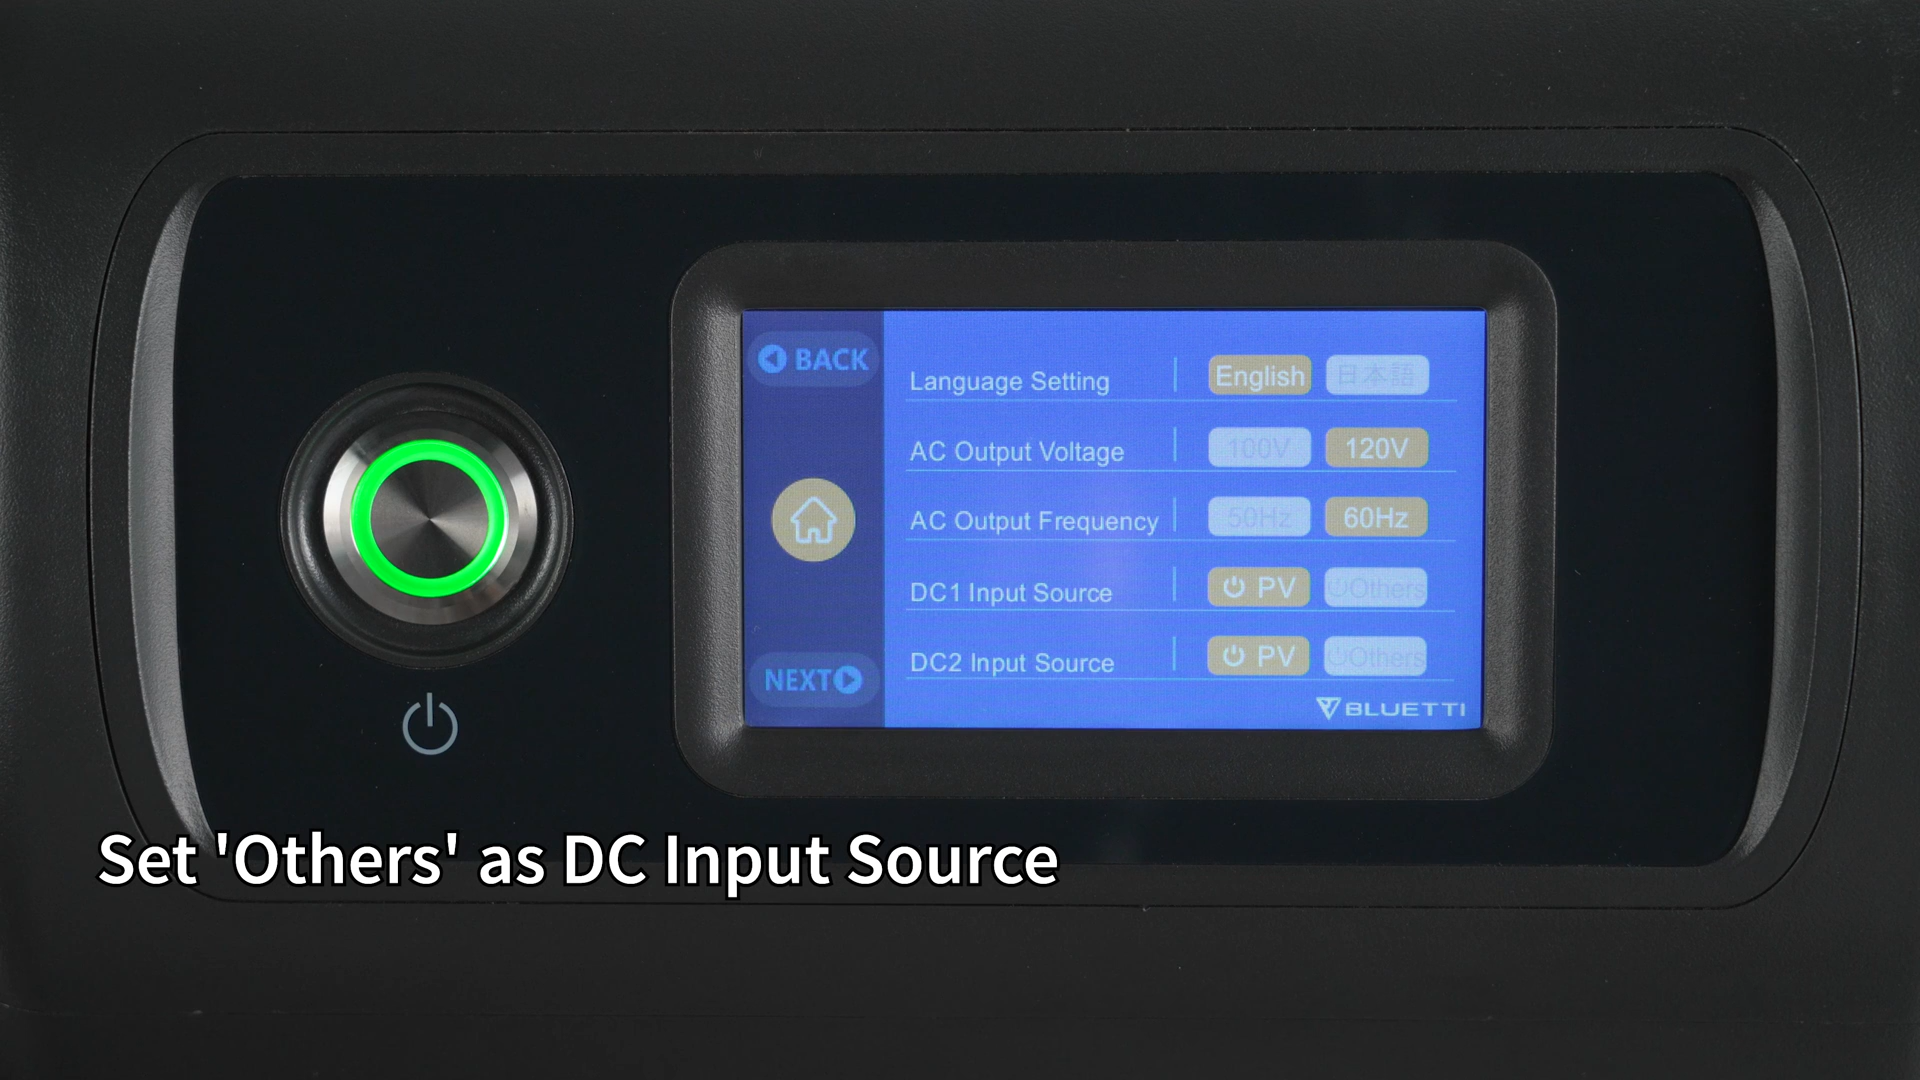 BACK
NEXT
Language Setting English 日本語
AC Output Voltage 100V 120V
AC Output Frequency 50Hz 60Hz
DC1 Input Source PV Others
DC2 Input Source PV Others
BLUETTI
Set 'Others' as DC Input Source